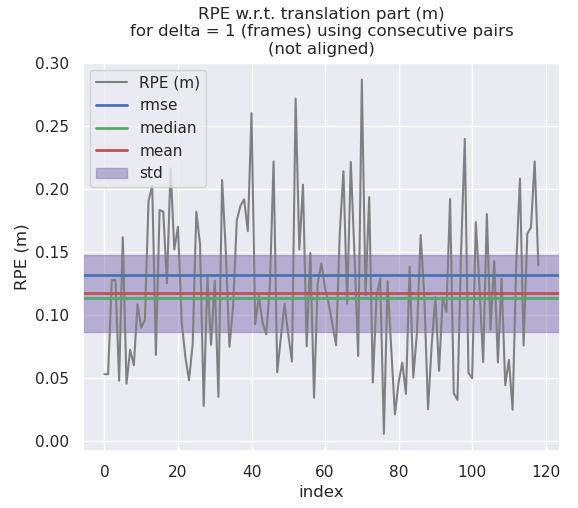 RPE w.r.t. translation part (m)
for delta = 1 (frames) using consecutive pairs
(not aligned)
RPE (m)
rmse
median
mean
std
RPE (m)
0.30
0.25
0.20
0.15
0.10
0.05
0.00
0 20 40 60 80 100 120
index